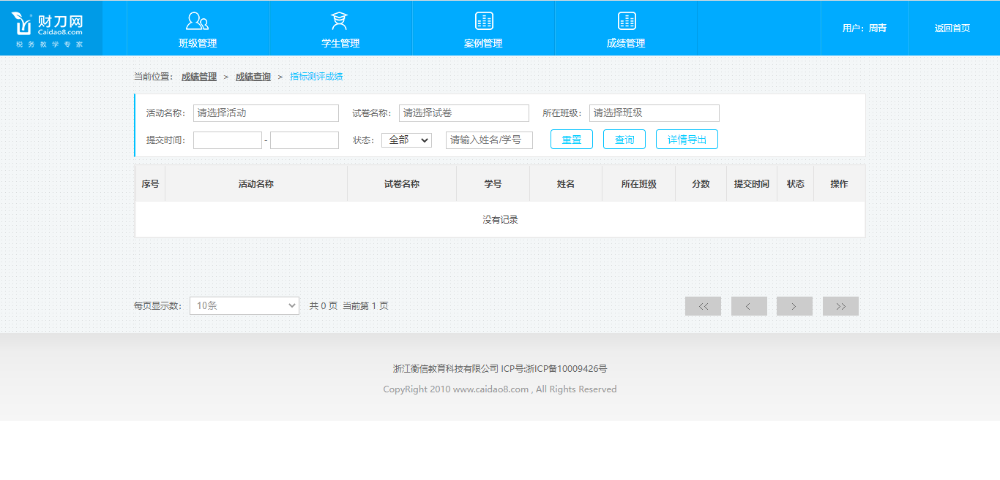 财刀网
Caidao8.com
税务教学专家
班级管理
学生管理
案例管理
成绩管理
用户：周青
返回首页
当前位置： 成绩管理 > 成绩查询 > 指标测评成绩
活动名称： 请选择活动 试卷名称： 请选择试卷 所在班级： 请选择班级
提交时间： - 状态： 全部 请输入姓名/学号 重置 查询 详情导出
序号 活动名称 试卷名称 学号 姓名 所在班级 分数 提交时间 状态 操作
没有记录
每页显示数： 10条 共 0 页 当前第 1 页 << < > >>
浙江衡信教育科技有限公司 ICP号:浙ICP备10009426号
CopyRight 2010 www.caidao8.com , All Rights Reserved